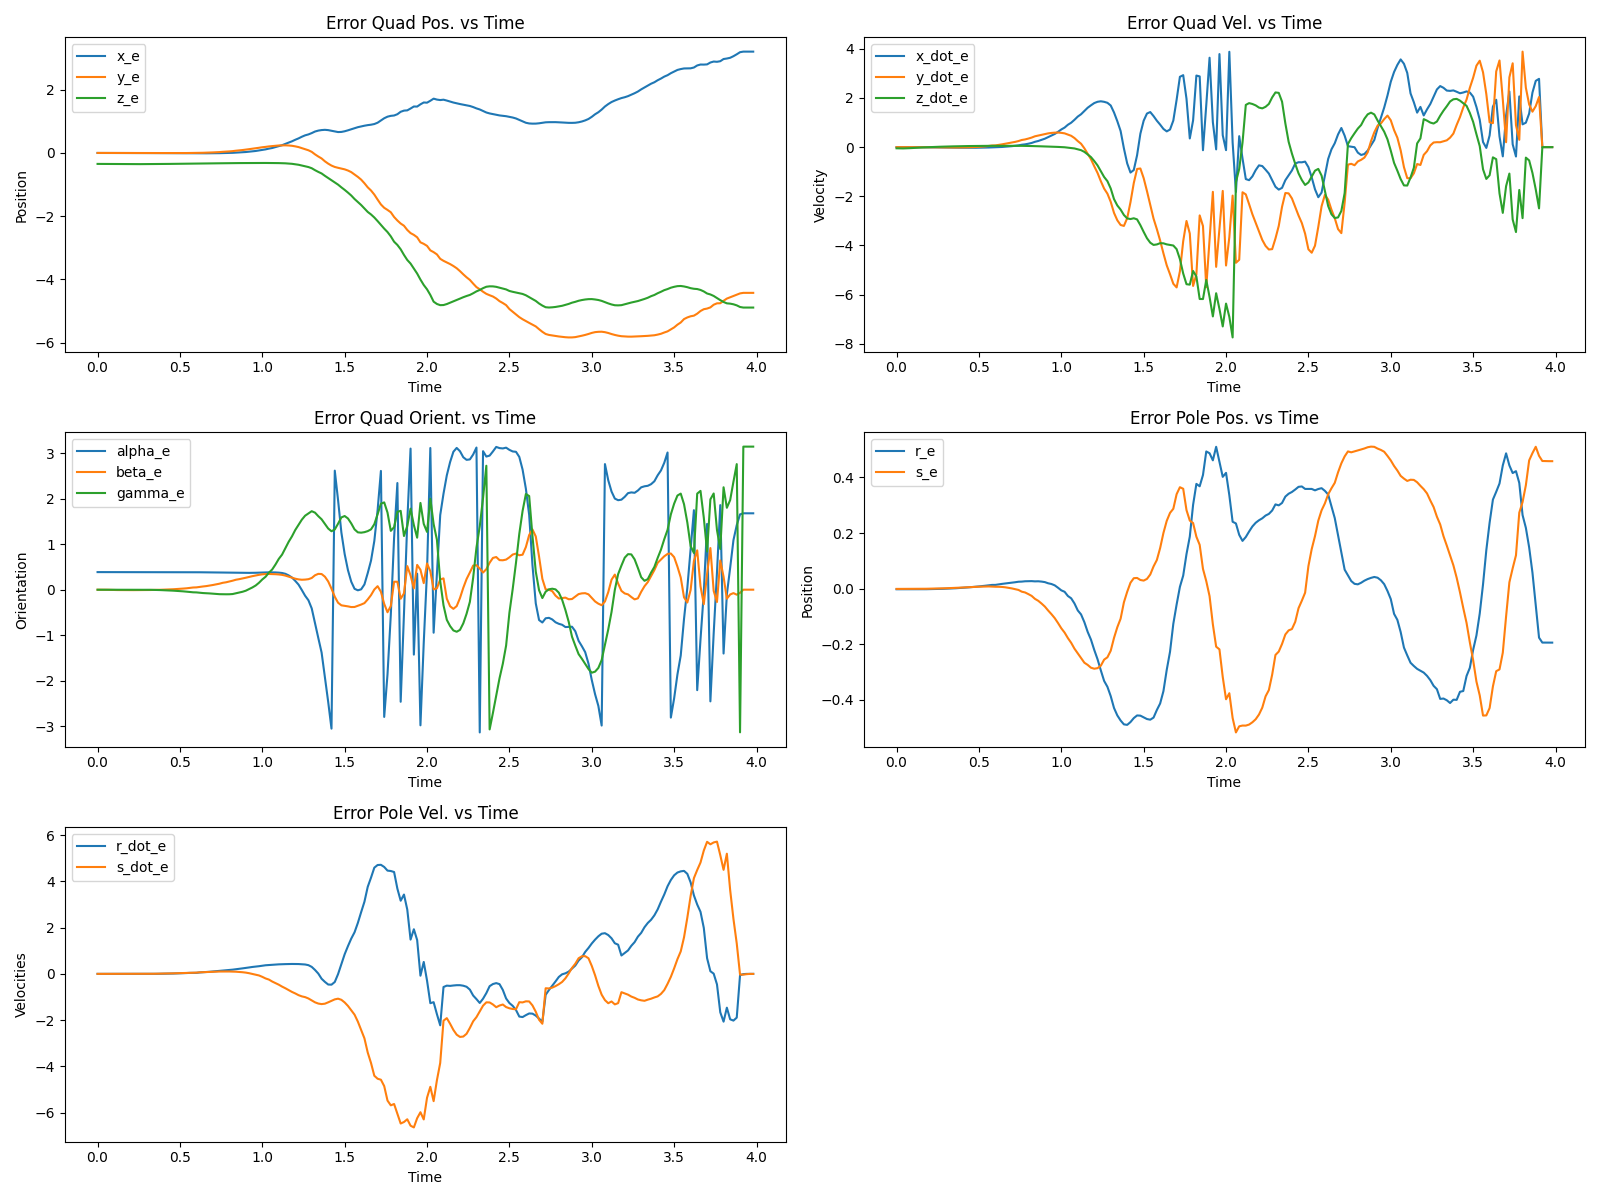 Error Quad Pos. vs Time
x_e
y_e
z_e
Position
2
0
−2
−4
−6
0.0 0.5 1.0 1.5 2.0 2.5 3.0 3.5 4.0
Time
Error Quad Vel. vs Time
x_dot_e
y_dot_e
z_dot_e
Velocity
4
2
0
−2
−4
−6
−8
0.0 0.5 1.0 1.5 2.0 2.5 3.0 3.5 4.0
Time
Error Quad Orient. vs Time
alpha_e
beta_e
gamma_e
Orientation
3
2
1
0
−1
−2
−3
0.0 0.5 1.0 1.5 2.0 2.5 3.0 3.5 4.0
Time
Error Pole Pos. vs Time
r_e
s_e
Position
0.4
0.2
0.0
−0.2
−0.4
0.0 0.5 1.0 1.5 2.0 2.5 3.0 3.5 4.0
Time
Error Pole Vel. vs Time
r_dot_e
s_dot_e
Velocities
6
4
2
0
−2
−4
−6
0.0 0.5 1.0 1.5 2.0 2.5 3.0 3.5 4.0
Time